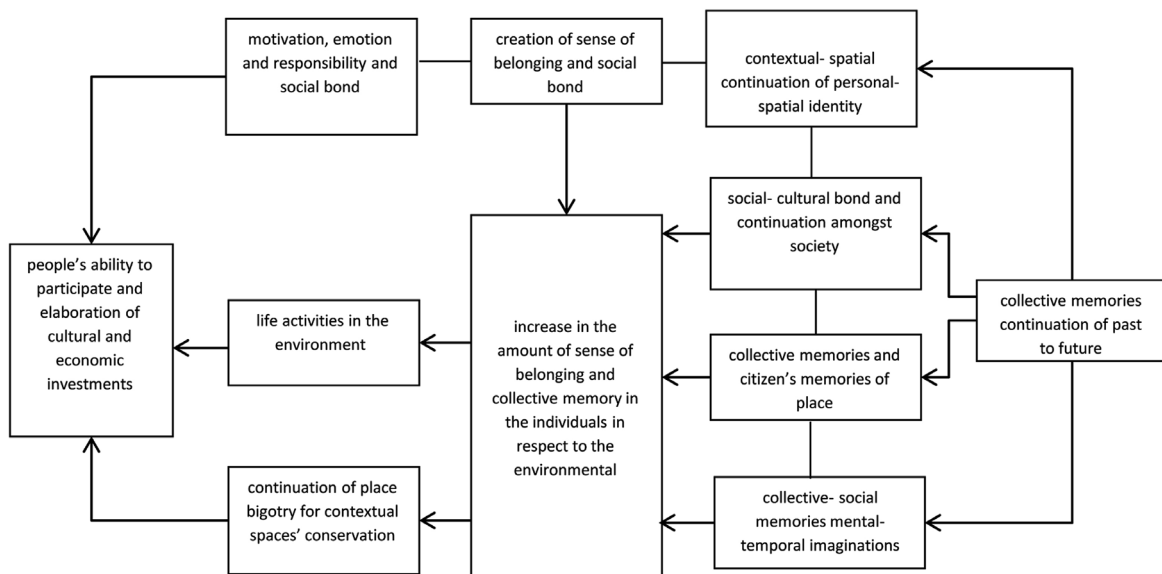 motivation, emotion
and responsibility and
social bond
creation of sense of
belonging and social
bond
contextual- spatial
continuation of personal-
spatial identity
social- cultural bond and
continuation amongst
society
people's ability to
participate and
elaboration of
cultural and
economic
investments
life activities in the
environment
increase in the
amount of sense of
belonging and
collective memory in
the individuals in
respect to the
environmental
collective memories and
citizen's memories of
place
collective memories
continuation of past
to future
continuation of place
bigotry for contextual
spaces' conservation
collective- social
memories mental-
temporal imaginations